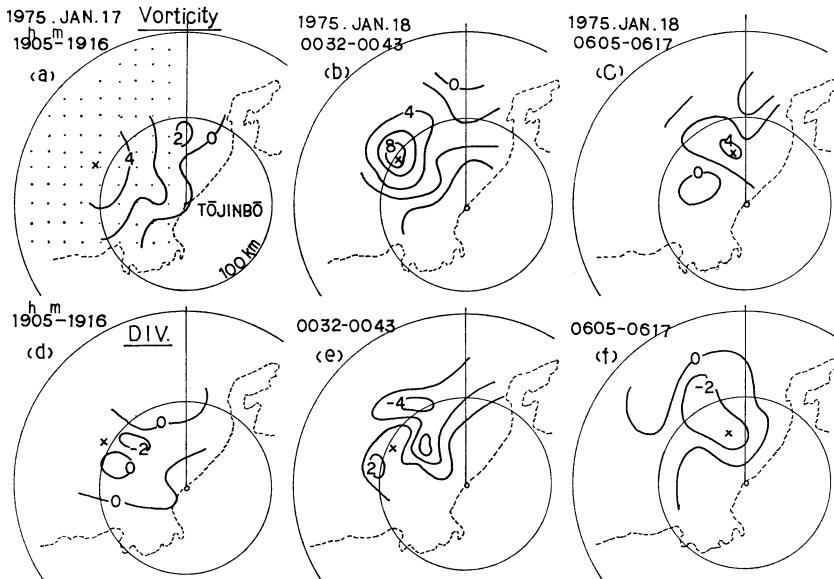 1975.JAN.17 Vorticity
h m
1905-1916
(a)
4
2
0
TŌJINBŌ
100km
1975.JAN.18
0032-0043
(b)
0
4
8
1975.JAN.18
0605-0617
(c)
4
0
h m
1905-1916
(d)
DIV.
0
-2
0
0
0032-0043
(e)
-4
2
0605-0617
(f)
0
-2